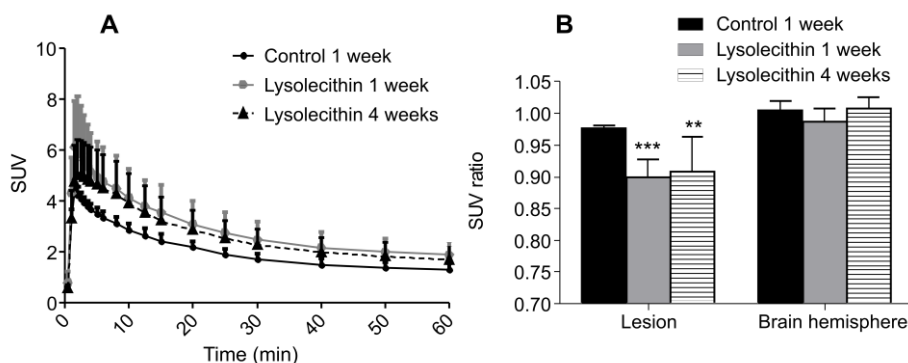 A
Control 1 week
Lysolecithin 1 week
Lysolecithin 4 weeks
10
8
6
4
2
0
SUV
0 10 20 30 40 50 60
Time (min)
B
Control 1 week
Lysolecithin 1 week
Lysolecithin 4 weeks
1.05
1.00
0.95
0.90
0.85
0.80
0.75
0.70
SUV ratio
*** **
Lesion Brain hemisphere